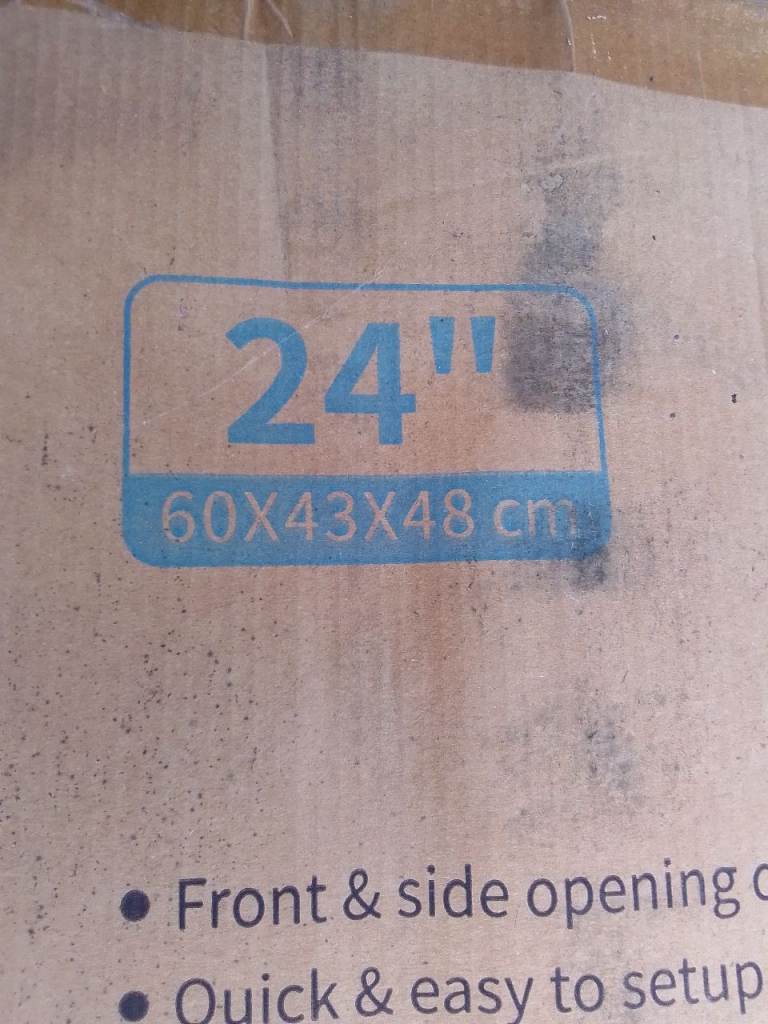 24"
60X43X48 cm
• Front & side opening
• Quick & easy to setup